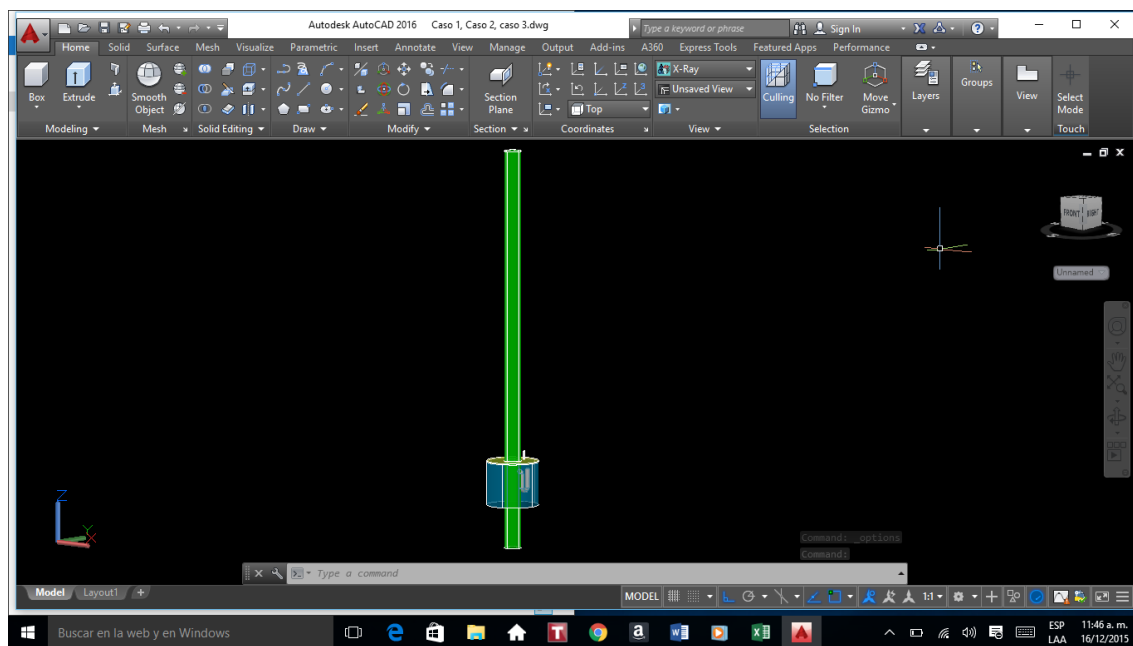 Autodesk AutoCAD 2016 Caso 1, Caso 2, caso 3.dwg
Type a keyword or phrase
Sign In
Home Solid Surface Mesh Visualize Parametric Insert Annotate View Manage Output Add-ins A360 Express Tools Featured Apps Performance
Box Extrude Smooth Object Section Plane X-Ray Unsaved View Top Culling No Filter Move Gizmo Layers Groups View Select Mode
Modeling Mesh Solid Editing Draw Modify Section Coordinates View Selection Touch
FRONT RIGHT
Unnamed
Z
Y
X
Command: _options
Command:
Type a command
Model Layout1 +
MODEL 1:1
Buscar en la web y en Windows
ESP 11:46 a. m.
LAA 16/12/2015